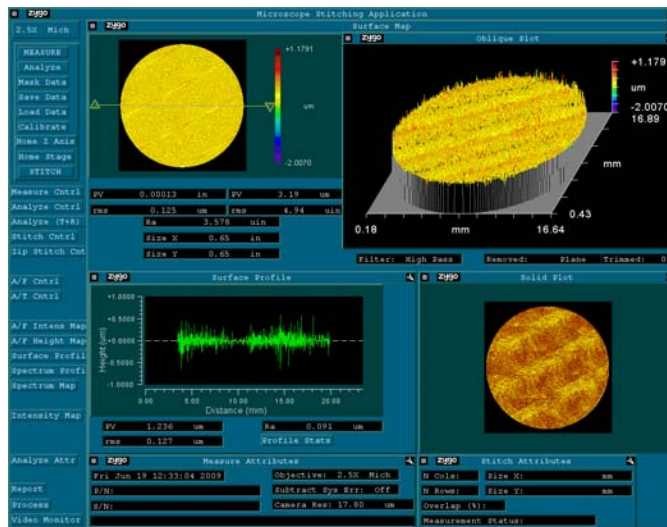 zygo Microscope Stitching Application
2.5X Mich
MEASURE
Analyze
Mask Data
Save Data
Load Data
Calibrate
Home Z Axis
Home Stage
STITCH
Measure Cntrl
Analyze Cntrl
Analyze (T+R)
Stitch Cntrl
Zip Stitch Cnt
A/F Cntrl
A/T Cntrl
A/F Intens Map
A/F Height Map
Surface Profil
Spectrum Profi
Spectrum Map
Intensity Map
Analyze Attr
Report
Process
Video Monitor
zygo Surface Map
+1.1791
um
-2.0070
PV 0.00013 in PV 3.19 um
rms 0.125 um rms 4.94 uin
Ra 3.578 uin
Size X 0.65 in
Size Y 0.65 in
zygo Oblique Plot
+1.179
um
-2.0070
16.89
mm
0.43
0.18 mm 16.64
Filter: High Pass Removed: Plane Trimmed: 0
zygo Surface Profile
Height (um)
+1.0000
+0.5000
+0.0
-0.5000
-1.0000
0.00 5.00 10.00 15.00 20.00
Distance (mm)
PV 1.236 um Ra 0.091 um
rms 0.127 um Profile Stats
zygo Solid Plot
zygo Measure Attributes
Fri Jun 19 12:33:04 2009 Objective: 2.5X Mich
P/N: Subtract Sys Err: Off
S/N: Camera Res: 17.60 um
zygo Stitch Attributes
N Cols: Size X: mm
N Rows: Size Y: mm
Overlap (%):
Measurement Status: